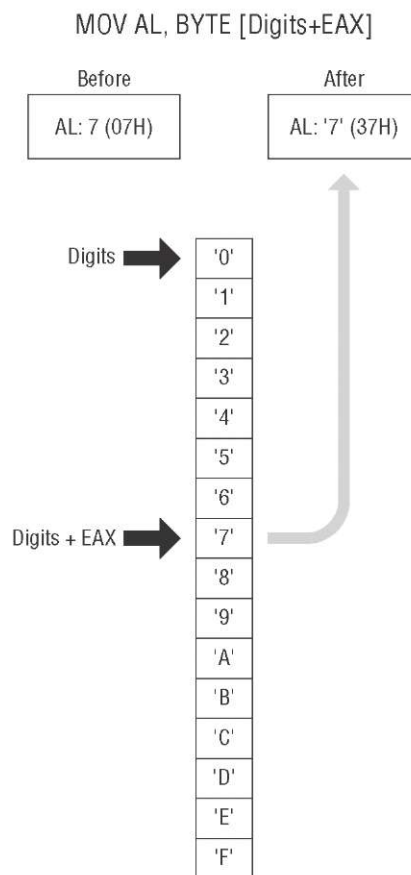 MOV AL, BYTE [Digits+EAX]
Before
After
AL: 7 (07H)
AL: '7' (37H)
Digits
'0'
'1'
'2'
'3'
'4'
'5'
'6'
Digits + EAX
'7'
'8'
'9'
'A'
'B'
'C'
'D'
'E'
'F'